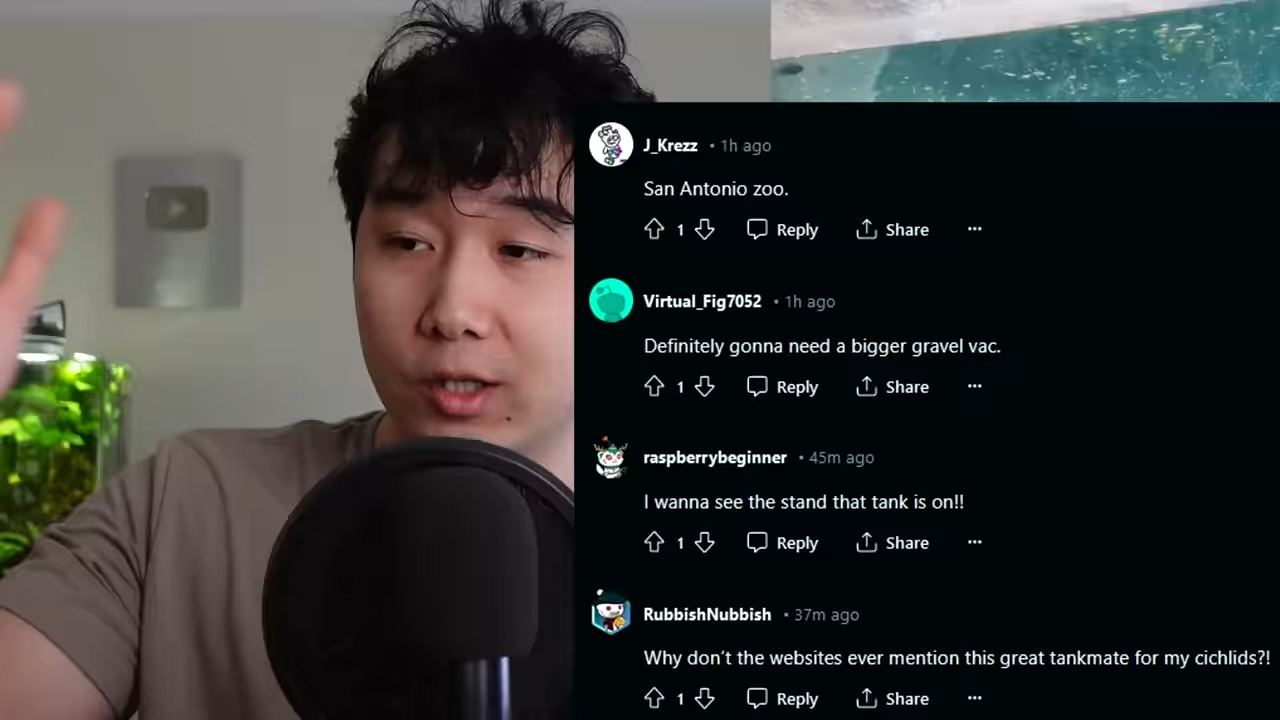 J_Krezz • 1h ago
San Antonio zoo.
1 Reply Share ...
Virtual_Fig7052 • 1h ago
Definitely gonna need a bigger gravel vac.
1 Reply Share ...
raspberrybeginner • 45m ago
I wanna see the stand that tank is on!!
1 Reply Share ...
RubbishNubbish • 37m ago
Why don't the websites ever mention this great tankmate for my cichlids?!
1 Reply Share ...